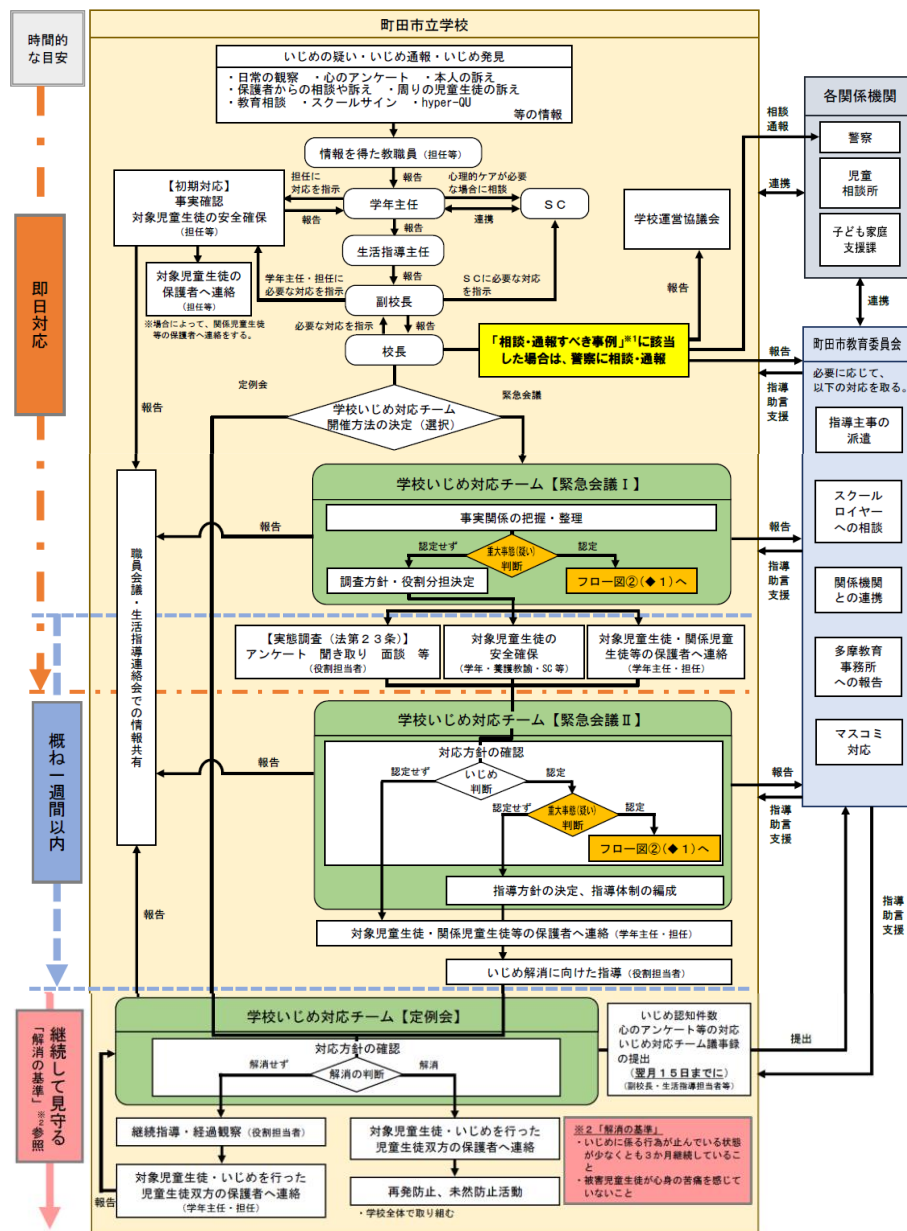 時間的
な目安
町田市立学校
いじめの疑い・いじめ通報・いじめ発見
・日常の観察 ・心のアンケート ・本人の訴え
・保護者からの相談や訴え ・周りの児童生徒の訴え
・教育相談 ・スクールサイン ・hyper-QU
等の情報
情報を得た教職員(担任等)
報告
担任に
対応を指示
心理的ケアが必要
な場合に相談
【初期対応】
事実確認
対象児童生徒の安全確保
(担任等)
報告
学年主任
連携
SC
報告
生活指導主任
報告
対象児童生徒の
保護者へ連絡
(担任等)
※場合によって、関係児童生徒
等の保護者へ連絡をする。
学年主任・担任に
必要な対応を指示
SCに必要な対応
を指示
副校長
必要な対応を指示
報告
校長
学校運営協議会
報告
「相談・通報すべき事例」※1に該当
した場合は、警察に相談・通報
相談
通報
連携
各関係機関
警察
児童
相談所
子ども家庭
支援課
連携
報告
指導
助言
支援
町田市教育委員会
必要に応じて、
以下の対応を取る。
指導主事の
派遣
スクール
ロイヤー
への相談
関係機関
との連携
多摩教育
事務所
への報告
マスコミ
対応
即日対応
定例会
緊急会議
学校いじめ対応チーム
開催方法の決定(選択)
報告
職員会議・生活指導連絡会での情報共有
学校いじめ対応チーム【緊急会議Ⅰ】
事実関係の把握・整理
認定せず
重大事態(疑い)
判断
認定
調査方針・役割分担決定
フロー図②(◆1)へ
報告
報告
指導
助言
支援
【実態調査(法第23条)】
アンケート 聞き取り 面談 等
(役割担当者)
対象児童生徒の
安全確保
(学年・養護教諭・SC等)
対象児童生徒・関係児童
生徒等の保護者へ連絡
(学年主任・担任)
概ね一週間以内
学校いじめ対応チーム【緊急会議Ⅱ】
対応方針の確認
認定せず
いじめ
判断
認定
認定せず
重大事態(疑い)
判断
認定
フロー図②(◆1)へ
指導方針の決定、指導体制の編成
報告
報告
指導
助言
支援
対象児童生徒・関係児童生徒等の保護者へ連絡(学年主任・担任)
いじめ解消に向けた指導(役割担当者)
報告
指導
助言
支援
継続して見守る
「解消の基準」※2参照
学校いじめ対応チーム【定例会】
対応方針の確認
解消せず
解消の判断
解消
いじめ認知件数
心のアンケート等の対応
いじめ対応チーム議事録
の提出
(翌月15日までに)
(副校長・生活指導担当者等)
提出
継続指導・経過観察(役割担当者)
対象児童生徒・いじめを行った
児童生徒双方の保護者へ連絡
(学年主任・担任)
報告
対象児童生徒・いじめを行った
児童生徒双方の保護者へ連絡
再発防止、未然防止活動
・学校全体で取り組む
※2「解消の基準」
・いじめに係る行為が止んでいる状態
が少なくとも3か月継続しているこ
と
・被害児童生徒が心身の苦痛を感じて
いないこと